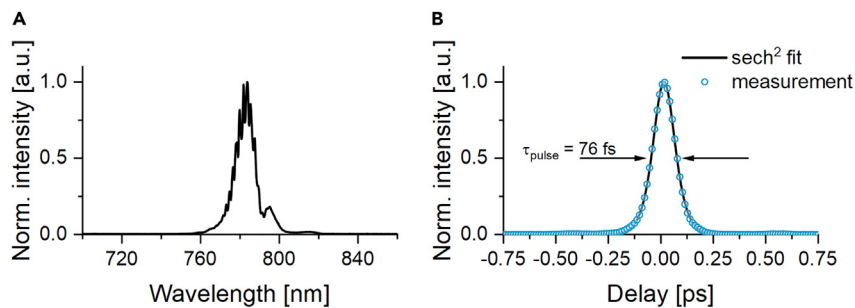 A
Norm. intensity [a.u.]
1.0
0.5
0.0
720
760
800
840
Wavelength [nm]
B
Norm. intensity [a.u.]
1.0
0.5
0.0
sech² fit
measurement
τpulse = 76 fs
-0.75
-0.50
-0.25
0.00
0.25
0.50
0.75
Delay [ps]